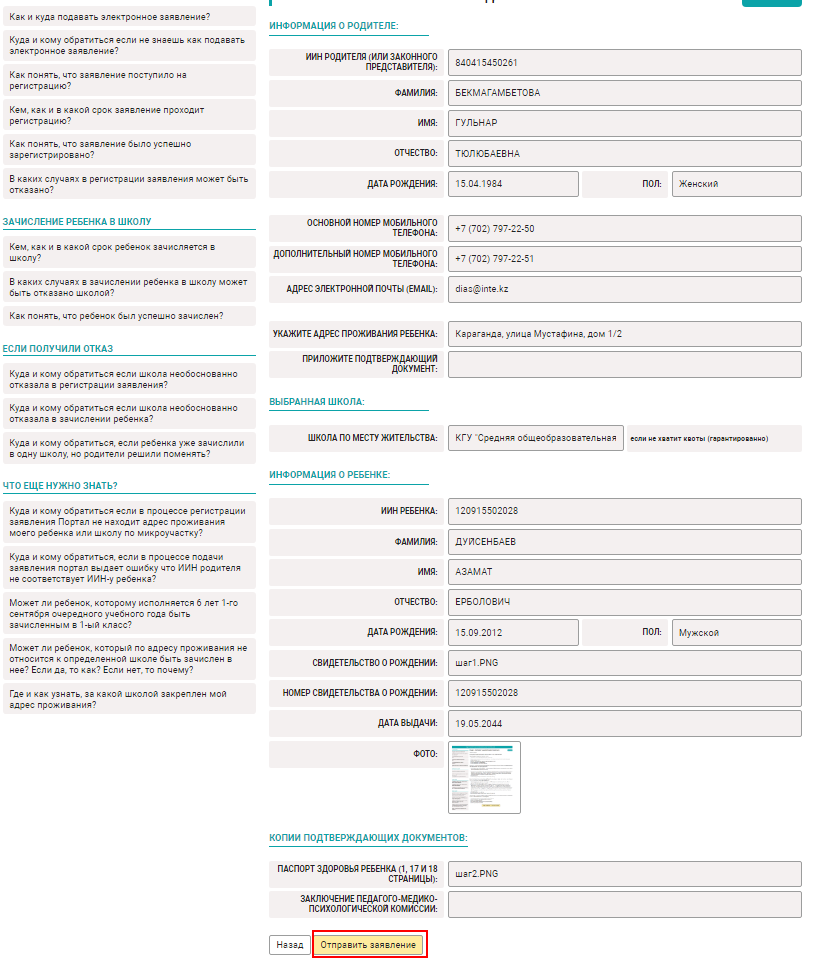 Как и куда подавать электронное заявление?
Куда и кому обратиться если не знаешь как подавать
электронное заявление?
Как понять, что заявление поступило на
регистрацию?
Кем, как и в какой срок заявление проходит
регистрацию?
Как понять, что заявление было успешно
зарегистрировано?
В каких случаях в регистрации заявления может быть
отказано?
ЗАЧИСЛЕНИЕ РЕБЕНКА В ШКОЛУ
Кем, как и в какой срок ребенок зачисляется в
школу?
В каких случаях в зачислении ребенка в школу может
быть отказано школой?
Как понять, что ребенок был успешно зачислен?
ЕСЛИ ПОЛУЧИЛИ ОТКАЗ
Куда и кому обратиться если школа необоснованно
отказала в регистрации заявления?
Куда и кому обратиться если школа необоснованно
отказала в зачислении ребенка?
Куда и кому обратиться, если ребенка уже зачислили
в одну школу, но родители решили поменять?
ЧТО ЕЩЕ НУЖНО ЗНАТЬ?
Куда и кому обратиться если в процессе регистрации
заявления Портал не находит адрес проживания
моего ребенка или школу по микроучастку?
Куда и кому обратиться, если в процессе подачи
заявления портал выдает ошибку что ИИН родителя
не соответствует ИИН-у ребенка?
Может ли ребенок, которому исполняется 6 лет 1-го
сентября очередного учебного года быть
зачисленным в 1-ый класс?
Может ли ребенок, который по адресу проживания не
относится к определенной школе быть зачислен в
нее? Если да, то как? Если нет, то почему?
Где и как узнать, за какой школой закреплен мой
адрес проживания?
ИНФОРМАЦИЯ О РОДИТЕЛЕ:
ИИН РОДИТЕЛЯ (ИЛИ ЗАКОННОГО
ПРЕДСТАВИТЕЛЯ): 840415450261
ФАМИЛИЯ: БЕКМАГАМБЕТОВА
ИМЯ: ГУЛЬНАР
ОТЧЕСТВО: ТЮЛЮБАЕВНА
ДАТА РОЖДЕНИЯ: 15.04.1984 ПОЛ: Женский
ОСНОВНОЙ НОМЕР МОБИЛЬНОГО
ТЕЛЕФОНА: +7 (702) 797-22-50
ДОПОЛНИТЕЛЬНЫЙ НОМЕР МОБИЛЬНОГО
ТЕЛЕФОНА: +7 (702) 797-22-51
АДРЕС ЭЛЕКТРОННОЙ ПОЧТЫ (EMAIL): dias@inte.kz
УКАЖИТЕ АДРЕС ПРОЖИВАНИЯ РЕБЕНКА: Караганда, улица Мустафина, дом 1/2
ПРИЛОЖИТЕ ПОДТВЕРЖДАЮЩИЙ
ДОКУМЕНТ:
ВЫБРАННАЯ ШКОЛА:
ШКОЛА ПО МЕСТУ ЖИТЕЛЬСТВА: КГУ "Средняя общеобразовательная если не хватит квоты (гарантированно)
ИНФОРМАЦИЯ О РЕБЕНКЕ:
ИИН РЕБЕНКА: 120915502028
ФАМИЛИЯ: ДУЙСЕНБАЕВ
ИМЯ: АЗАМАТ
ОТЧЕСТВО: ЕРБОЛОВИЧ
ДАТА РОЖДЕНИЯ: 15.09.2012 ПОЛ: Мужской
СВИДЕТЕЛЬСТВО О РОЖДЕНИИ: шаг1.PNG
НОМЕР СВИДЕТЕЛЬСТВА О РОЖДЕНИИ: 120915502028
ДАТА ВЫДАЧИ: 19.05.2044
ФОТО:
КОПИИ ПОДТВЕРЖДАЮЩИХ ДОКУМЕНТОВ:
ПАСПОРТ ЗДОРОВЬЯ РЕБЕНКА (1, 17 И 18
СТРАНИЦЫ): шаг2.PNG
ЗАКЛЮЧЕНИЕ ПЕДАГОГО-МЕДИКО-
ПСИХОЛОГИЧЕСКОЙ КОМИССИИ:
Назад Отправить заявление